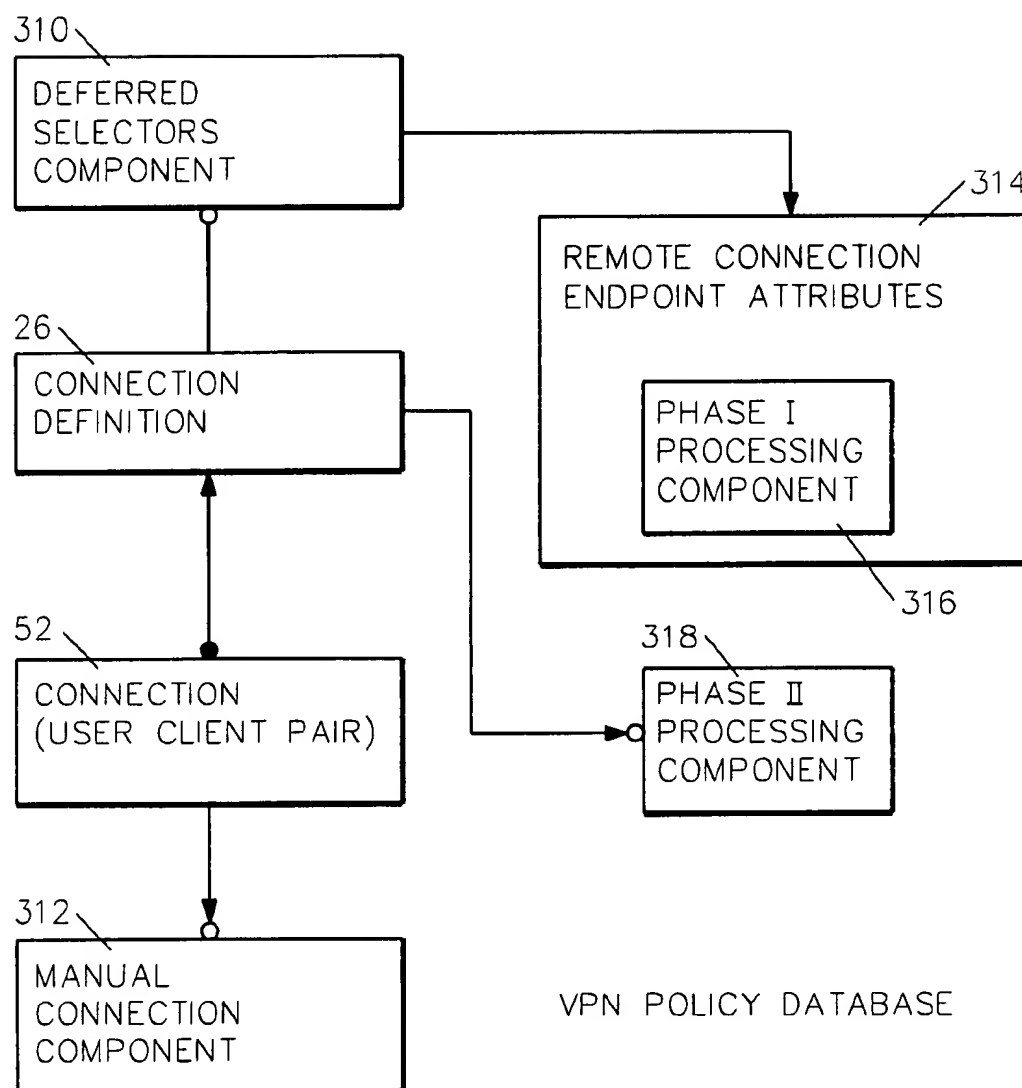 310
DEFERRED
SELECTORS
COMPONENT
314
REMOTE CONNECTION
ENDPOINT ATTRIBUTES
26
CONNECTION
DEFINITION
PHASE I
PROCESSING
COMPONENT
316
52
CONNECTION
(USER CLIENT PAIR)
318
PHASE II
PROCESSING
COMPONENT
312
MANUAL
CONNECTION
COMPONENT
VPN POLICY DATABASE